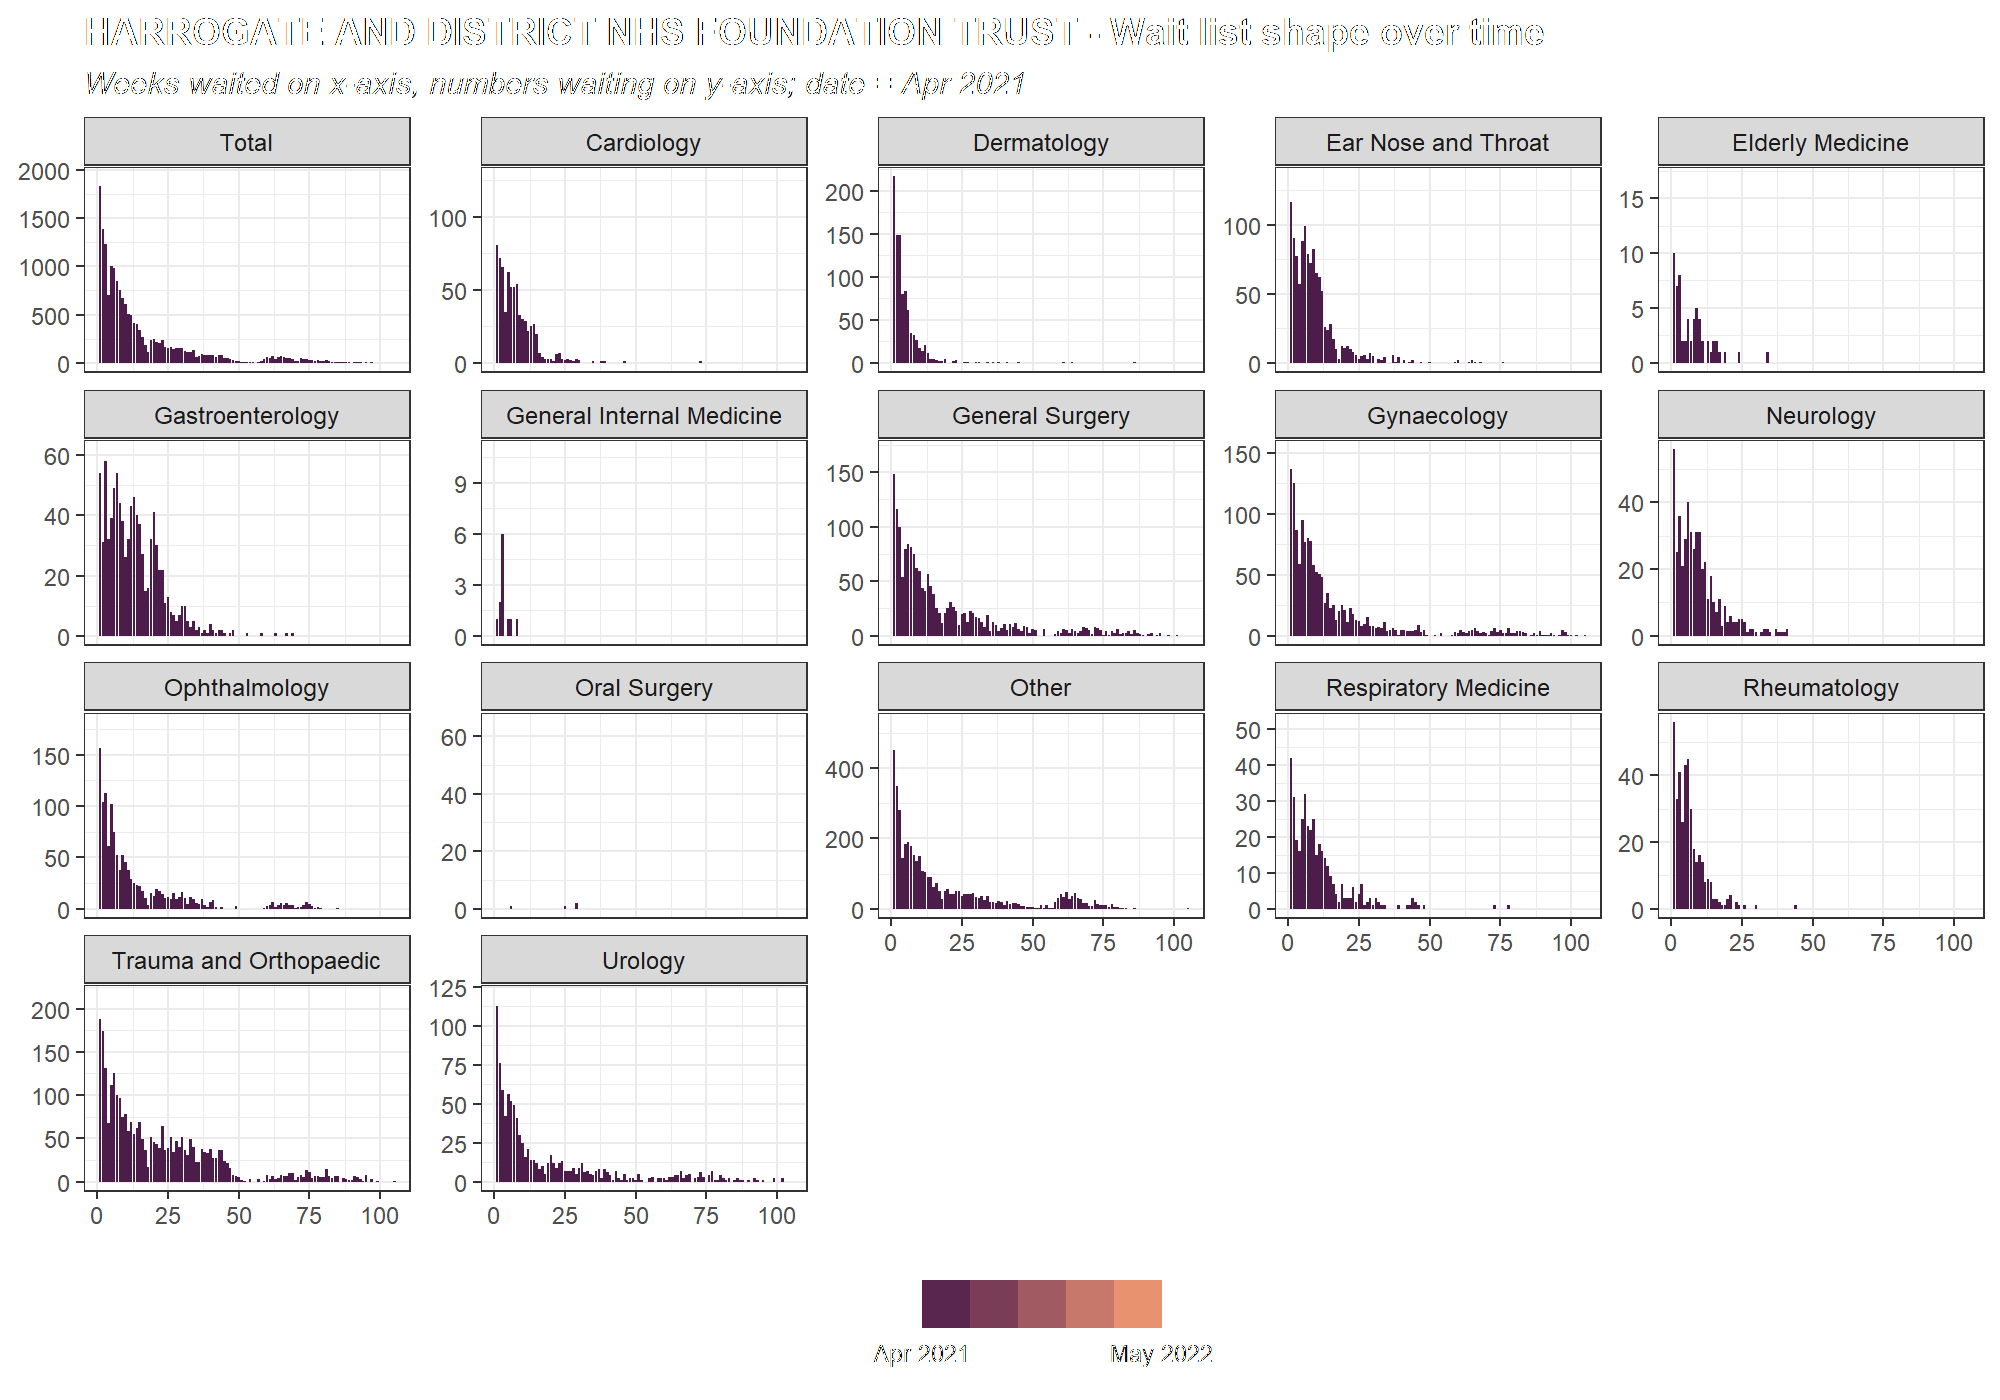 HARROGATE AND DISTRICT NHS FOUNDATION TRUST - Wait list shape over time
Weeks waited on x-axis, numbers waiting on y-axis; date = Apr 2021
Total
2000
1500
1000
500
0
Cardiology
100
50
0
Dermatology
200
150
100
50
0
Ear Nose and Throat
100
50
0
Elderly Medicine
15
10
5
0
Gastroenterology
60
40
20
0
General Internal Medicine
9
6
3
0
General Surgery
150
100
50
0
Gynaecology
150
100
50
0
Neurology
40
20
0
Ophthalmology
150
100
50
0
Oral Surgery
60
40
20
0
Other
400
200
0
0 25 50 75 100
Respiratory Medicine
50
40
30
20
10
0
0 25 50 75 100
Rheumatology
40
20
0
0 25 50 75 100
Trauma and Orthopaedic
200
150
100
50
0
0 25 50 75 100
Urology
125
100
75
50
25
0
0 25 50 75 100
Apr 2021 May 2022